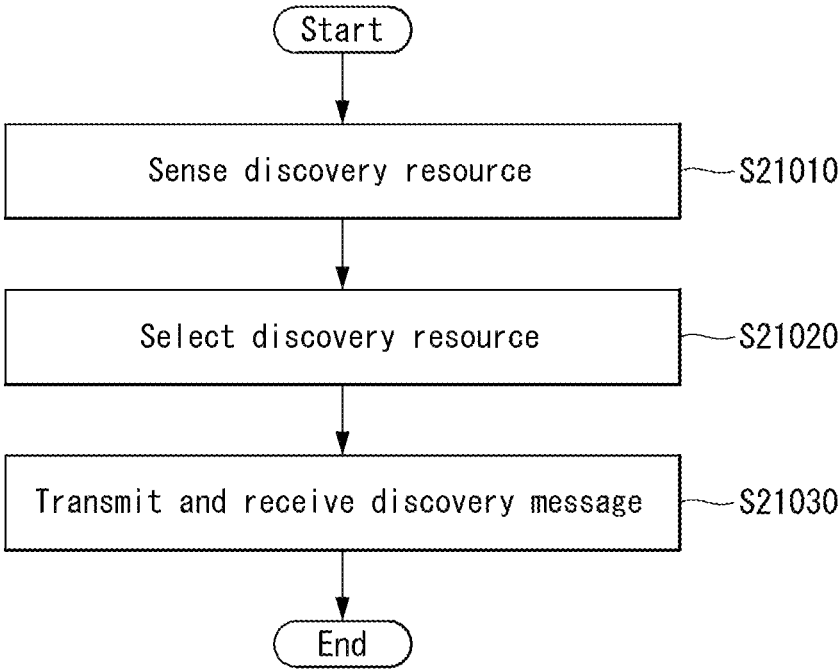 Start
Sense discovery resource
S21010
Select discovery resource
S21020
Transmit and receive discovery message
S21030
End